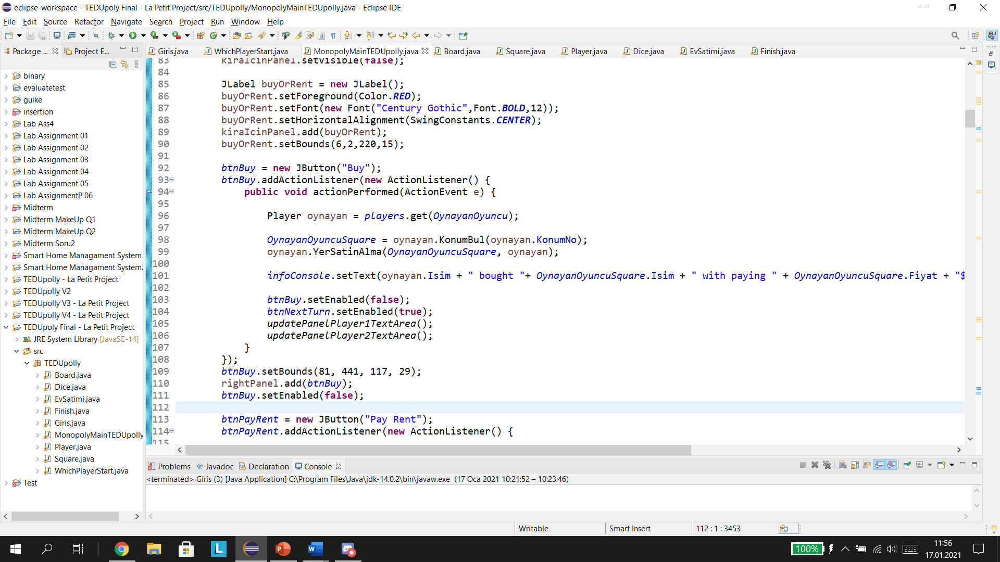 eclipse-workspace - TEDUpoly Final - La Petit Project/src/TEDUpolly/MonopolyMainTEDUpolly.java - Eclipse IDE
File Edit Source Refactor Navigate Search Project Run Window Help
Package ... Project E...
binary
evaluatetest
guike
insertion
Lab Ass4
Lab Assignment 01
Lab Assignment 02
Lab Assignment 03
Lab Assignment 04
Lab Assignment 05
Lab AssignmentP 06
Midterm
Midterm MakeUp Q1
Midterm MakeUp Q2
Midterm Soru2
Smart Home Managament System
Smart Home Managament System
TEDUpolly - La Petit Project
TEDUpolly V2
TEDUpolly V3 - La Petit Project
TEDUpolly V4 - La Petit Project
TEDUpoly Final - La Petit Project
JRE System Library [JavaSE-14]
src
TEDUpolly
Board.java
Dice.java
EvSatimi.java
Finish.java
Giris.java
MonopolyMainTEDUpolly
Player.java
Square.java
WhichPlayerStart.java
Test
Giris.java WhichPlayerStart.java MonopolyMainTEDUpolly.java Board.java Square.java Player.java Dice.java EvSatimi.java Finish.java
83 kiraIcinPanel.setVisible(false);
84
85 JLabel buyOrRent = new JLabel();
86 buyOrRent.setForeground(Color.RED);
87 buyOrRent.setFont(new Font("Century Gothic",Font.BOLD,12));
88 buyOrRent.setHorizontalAlignment(SwingConstants.CENTER);
89 kiraIcinPanel.add(buyOrRent);
90 buyOrRent.setBounds(6,2,220,15);
91
92 btnBuy = new JButton("Buy");
93 btnBuy.addActionListener(new ActionListener() {
94 public void actionPerformed(ActionEvent e) {
95
96 Player oynayan = players.get(OynayanOyuncu);
97
98 OynayanOyuncuSquare = oynayan.KonumBul(oynayan.KonumNo);
99 oynayan.YerSatinAlma(OynayanOyuncuSquare, oynayan);
100
101 infoConsole.setText(oynayan.Isim + " bought "+ OynayanOyuncuSquare.Isim + " with paying " + OynayanOyuncuSquare.Fiyat + "$
102
103 btnBuy.setEnabled(false);
104 btnNextTurn.setEnabled(true);
105 updatePanelPlayer1TextArea();
106 updatePanelPlayer2TextArea();
107 }
108 });
109 btnBuy.setBounds(81, 441, 117, 29);
110 rightPanel.add(btnBuy);
111 btnBuy.setEnabled(false);
112
113 btnPayRent = new JButton("Pay Rent");
114 btnPayRent.addActionListener(new ActionListener() {
115
Problems @ Javadoc Declaration Console
<terminated> Giris (3) [Java Application] C:\Program Files\Java\jdk-14.0.2\bin\javaw.exe (17 Oca 2021 10:21:52 – 10:23:46)
Writable Smart Insert 112 : 1 : 3453
100% 11:56
17.01.2021